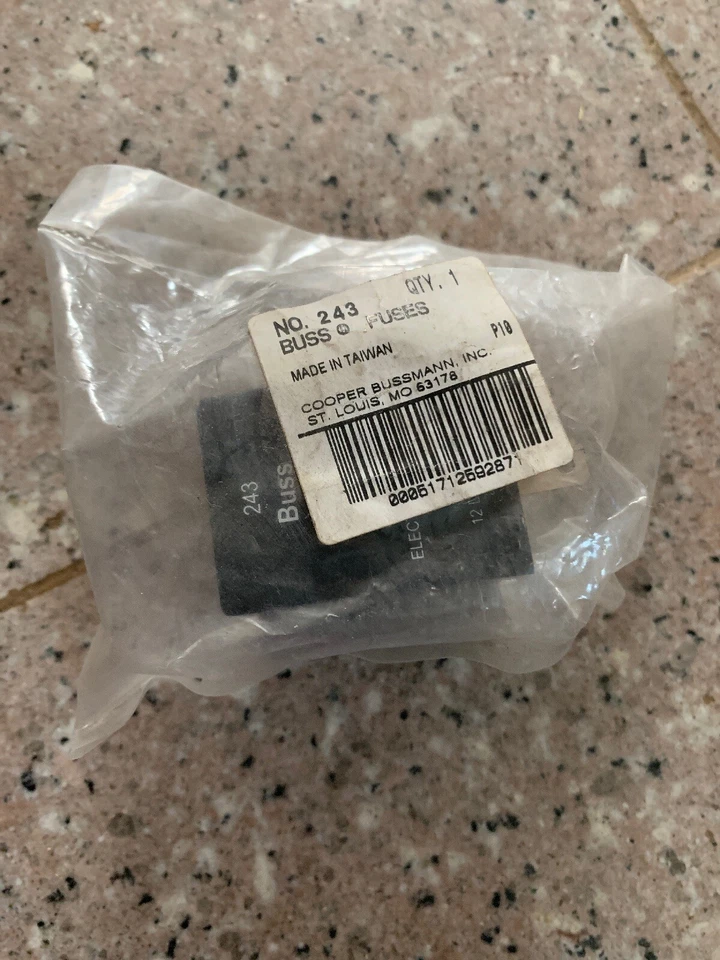 NO. 243 QTY. 1
BUSS FUSES
P10
MADE IN TAIWAN
COOPER BUSSMANN, INC.
ST. LOUIS, MO 63178
00051712592871
243
Buss
ELEC
12